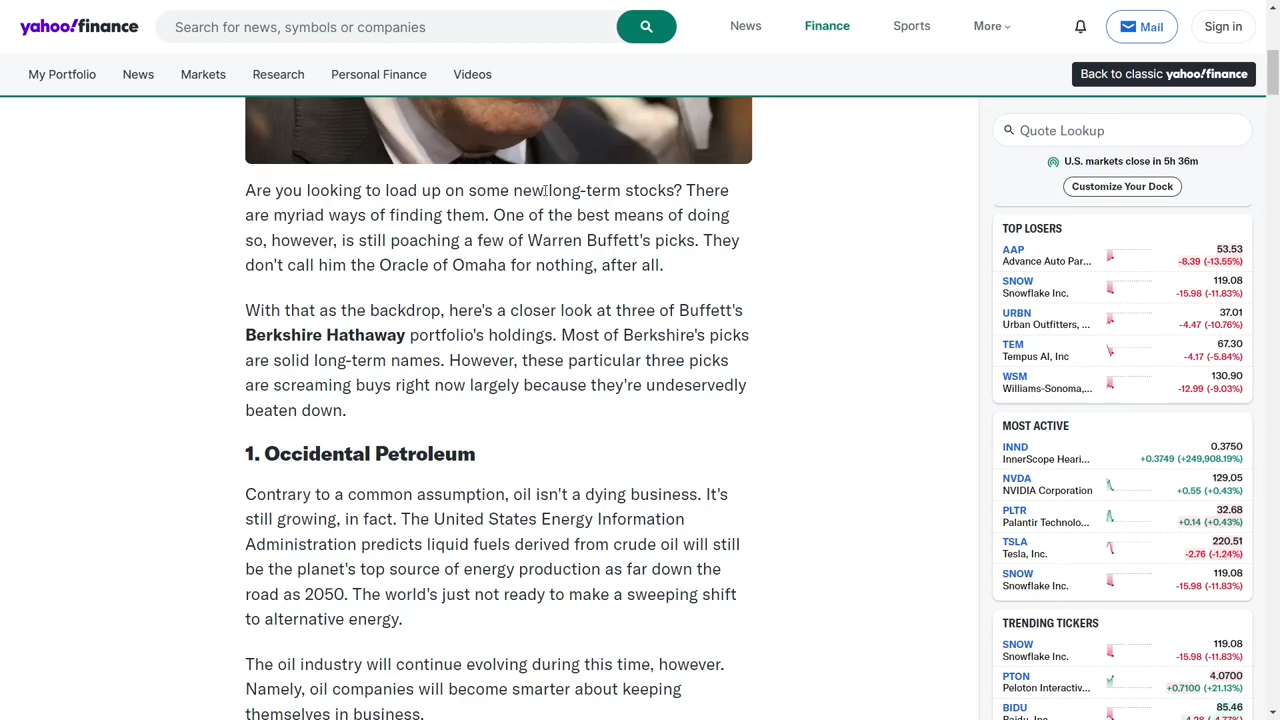 yahoo!finance
Search for news, symbols or companies
News
Finance
Sports
More
Mail
Sign in
My Portfolio
News
Markets
Research
Personal Finance
Videos
Back to classic yahoo!finance
Are you looking to load up on some new long-term stocks? There
are myriad ways of finding them. One of the best means of doing
so, however, is still poaching a few of Warren Buffett's picks. They
don't call him the Oracle of Omaha for nothing, after all.
With that as the backdrop, here's a closer look at three of Buffett's
Berkshire Hathaway portfolio's holdings. Most of Berkshire's picks
are solid long-term names. However, these particular three picks
are screaming buys right now largely because they're undeservedly
beaten down.
1. Occidental Petroleum
Contrary to a common assumption, oil isn't a dying business. It's
still growing, in fact. The United States Energy Information
Administration predicts liquid fuels derived from crude oil will still
be the planet's top source of energy production as far down the
road as 2050. The world's just not ready to make a sweeping shift
to alternative energy.
The oil industry will continue evolving during this time, however.
Namely, oil companies will become smarter about keeping
themselves in business.
Quote Lookup
U.S. markets close in 5h 36m
Customize Your Dock
TOP LOSERS
AAP 53.53
Advance Auto Par... -8.39 (-13.55%)
SNOW 119.08
Snowflake Inc. -15.98 (-11.83%)
URBN 37.01
Urban Outfitters, ... -4.47 (-10.76%)
TEM 67.30
Tempus AI, Inc -4.17 (-5.84%)
WSM 130.90
Williams-Sonoma,... -12.99 (-9.03%)
MOST ACTIVE
INND 0.3750
InnerScope Heari... +0.3749 (+249,908.19%)
NVDA 129.05
NVIDIA Corporation +0.55 (+0.43%)
PLTR 32.68
Palantir Technolo... +0.14 (+0.43%)
TSLA 220.51
Tesla, Inc. -2.76 (-1.24%)
SNOW 119.08
Snowflake Inc. -15.98 (-11.83%)
TRENDING TICKERS
SNOW 119.08
Snowflake Inc. -15.98 (-11.83%)
PTON 4.0700
Peloton Interactiv... +0.7100 (+21.13%)
BIDU 85.46